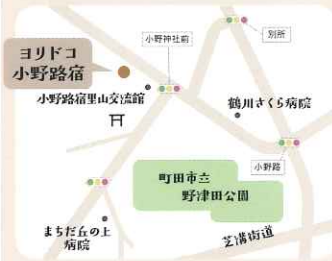 ヨリドコ
小野路宿
小野神社前
別所
小野路宿里山交流館
鶴川さくら病院
小野路
町田市立
野津田公園
まちだ丘の上
病院
芝溝街道